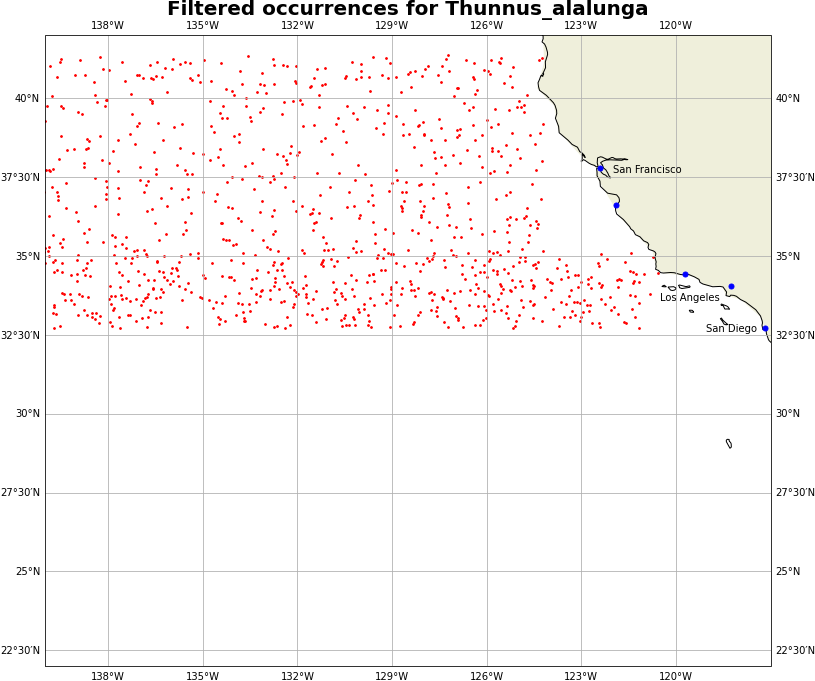 Filtered occurrences for Thunnus_alalunga
138°W 135°W 132°W 129°W 126°W 123°W 120°W
40°N 40°N
San Francisco
37°30′N 37°30′N
35°N 35°N
Los Angeles
San Diego
32°30′N 32°30′N
30°N 30°N
27°30′N 27°30′N
25°N 25°N
22°30′N 22°30′N
138°W 135°W 132°W 129°W 126°W 123°W 120°W